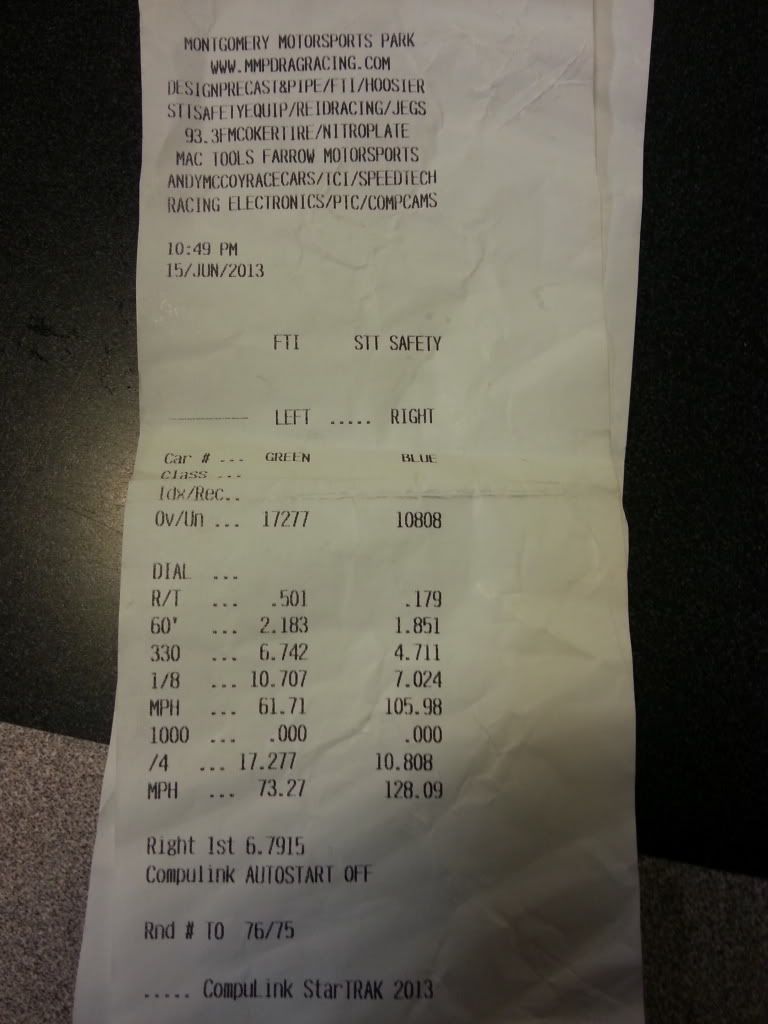 MONTGOMERY MOTORSPORTS PARK
WWW.MMPDRAGRACING.COM
DESIGNPRECAST&PIPE/FTI/HOOSIER
STISAFETYEQUIP/REIDRACING/JEGS
93.3FMCOKERTIRE/NITROPLATE
MAC TOOLS FARROW MOTORSPORTS
ANDYMCCOYRACECARS/TCI/SPEEDTECH
RACING ELECTRONICS/PTC/COMPCAMS
10:49 PM
15/JUN/2013
FTI STT SAFETY
LEFT ..... RIGHT
Car # ... GREEN BLUE
class ...
Idx/Rec..
Ov/Un ... 17277 10808
DIAL ...
R/T ... .501 .179
60' ... 2.183 1.851
330 ... 6.742 4.711
1/8 ... 10.707 7.024
MPH ... 61.71 105.98
1000 ... .000 .000
/4 ... 17.277 10.808
MPH ... 73.27 128.09
Right 1st 6.7915
Compulink AUTOSTART OFF
Rnd # TO 76/75
..... CompuLink StarTRAK 2013